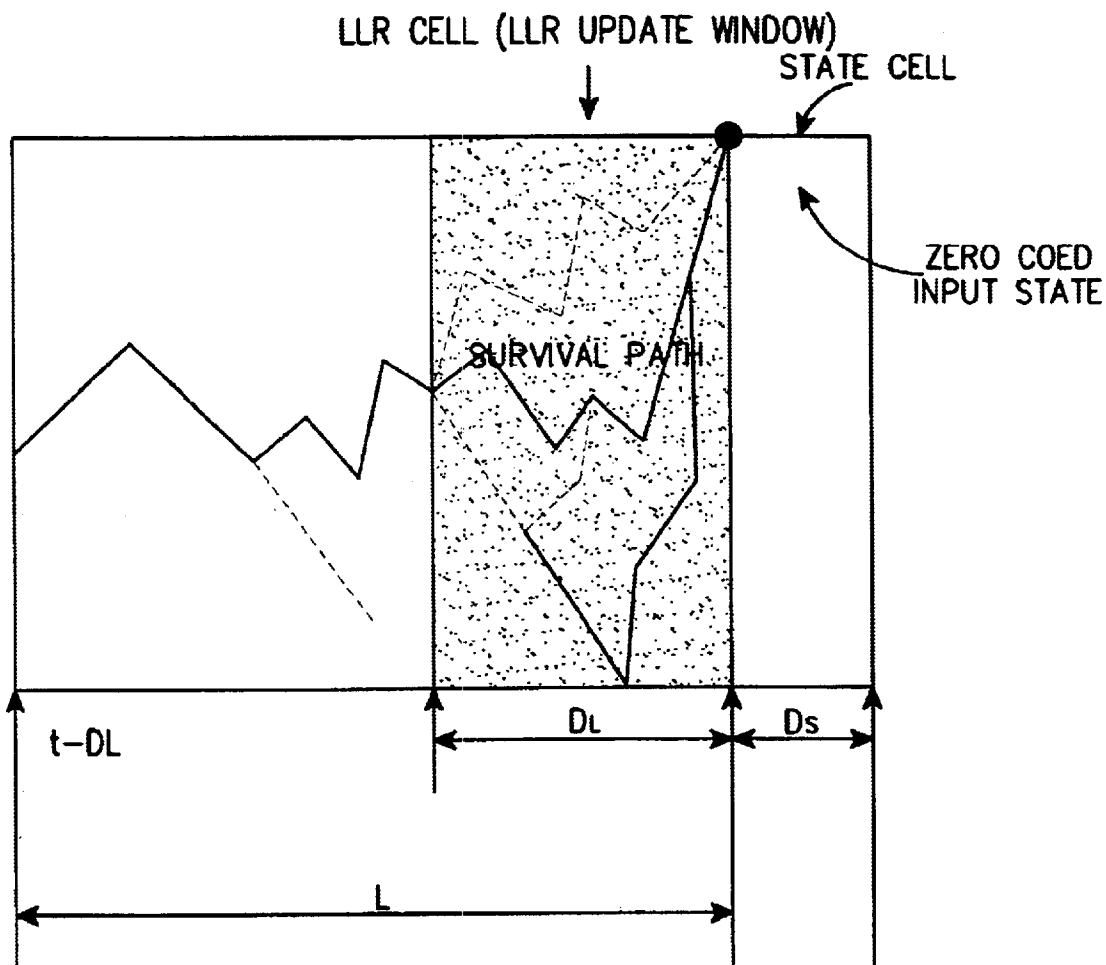 LLR CELL (LLR UPDATE WINDOW)
STATE CELL
ZERO COED
INPUT STATE
SURVIVAL PATH
t-DL
DL
Ds
L